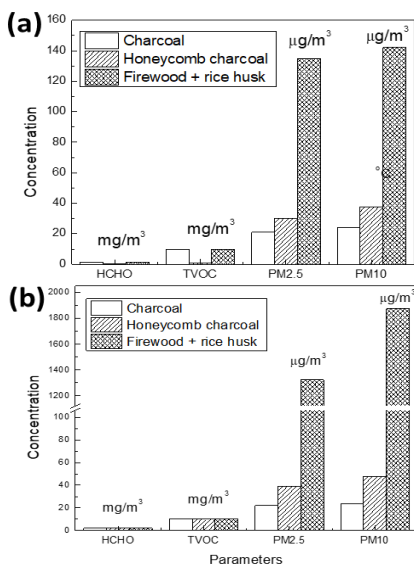 (a)
160
140
120
100
80
60
40
20
0
Concentration
Charcoal
Honeycomb charcoal
Firewood + rice husk
mg/m³
mg/m³
µg/m³
µg/m³
°C
HCHO TVOC PM2.5 PM10
(b)
2000
1800
1600
1400
1200
100
80
60
40
20
0
Concentration
Charcoal
Honeycomb charcoal
Firewood + rice husk
mg/m³
mg/m³
µg/m³
µg/m³
HCHO TVOC PM2.5 PM10
Parameters